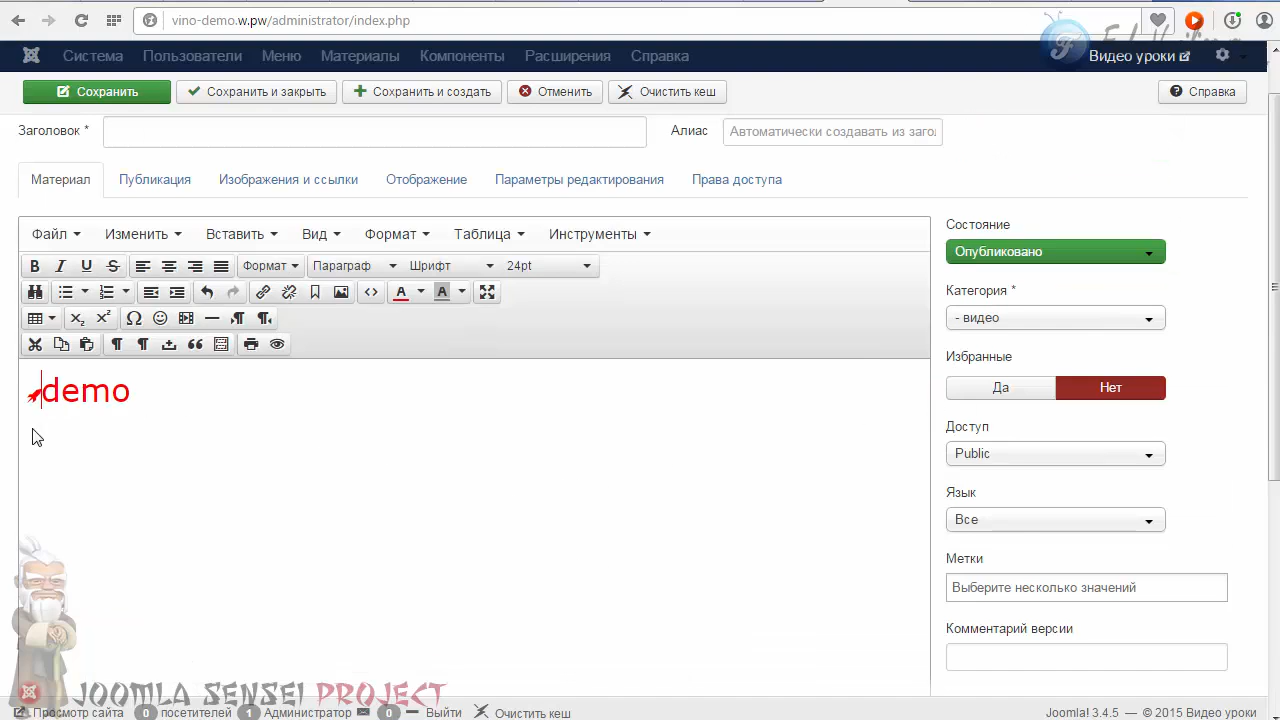 vino-demo.w.pw/administrator/index.php
Система Пользователи Меню Материалы Компоненты Расширения Справка Видео уроки
Сохранить Сохранить и закрыть Сохранить и создать Отменить Очистить кеш Справка
Заголовок * Алиас Автоматически создавать из заго.
Материал Публикация Изображения и ссылки Отображение Параметры редактирования Права доступа
Файл Изменить Вставить Вид Формат Таблица Инструменты
Формат Параграф Шрифт 24pt
demo
Состояние
Опубликовано
Категория *
- видео
Избранные
Да Нет
Доступ
Public
Язык
Все
Метки
Выберите несколько значений
Комментарий версии
JOOMLA SENSEI PROJECT
Просмотр сайта 0 посетителей 1 Администратор 0 Выйти Очистить кеш Joomla! 3.4.5 — © 2015 Видео уроки